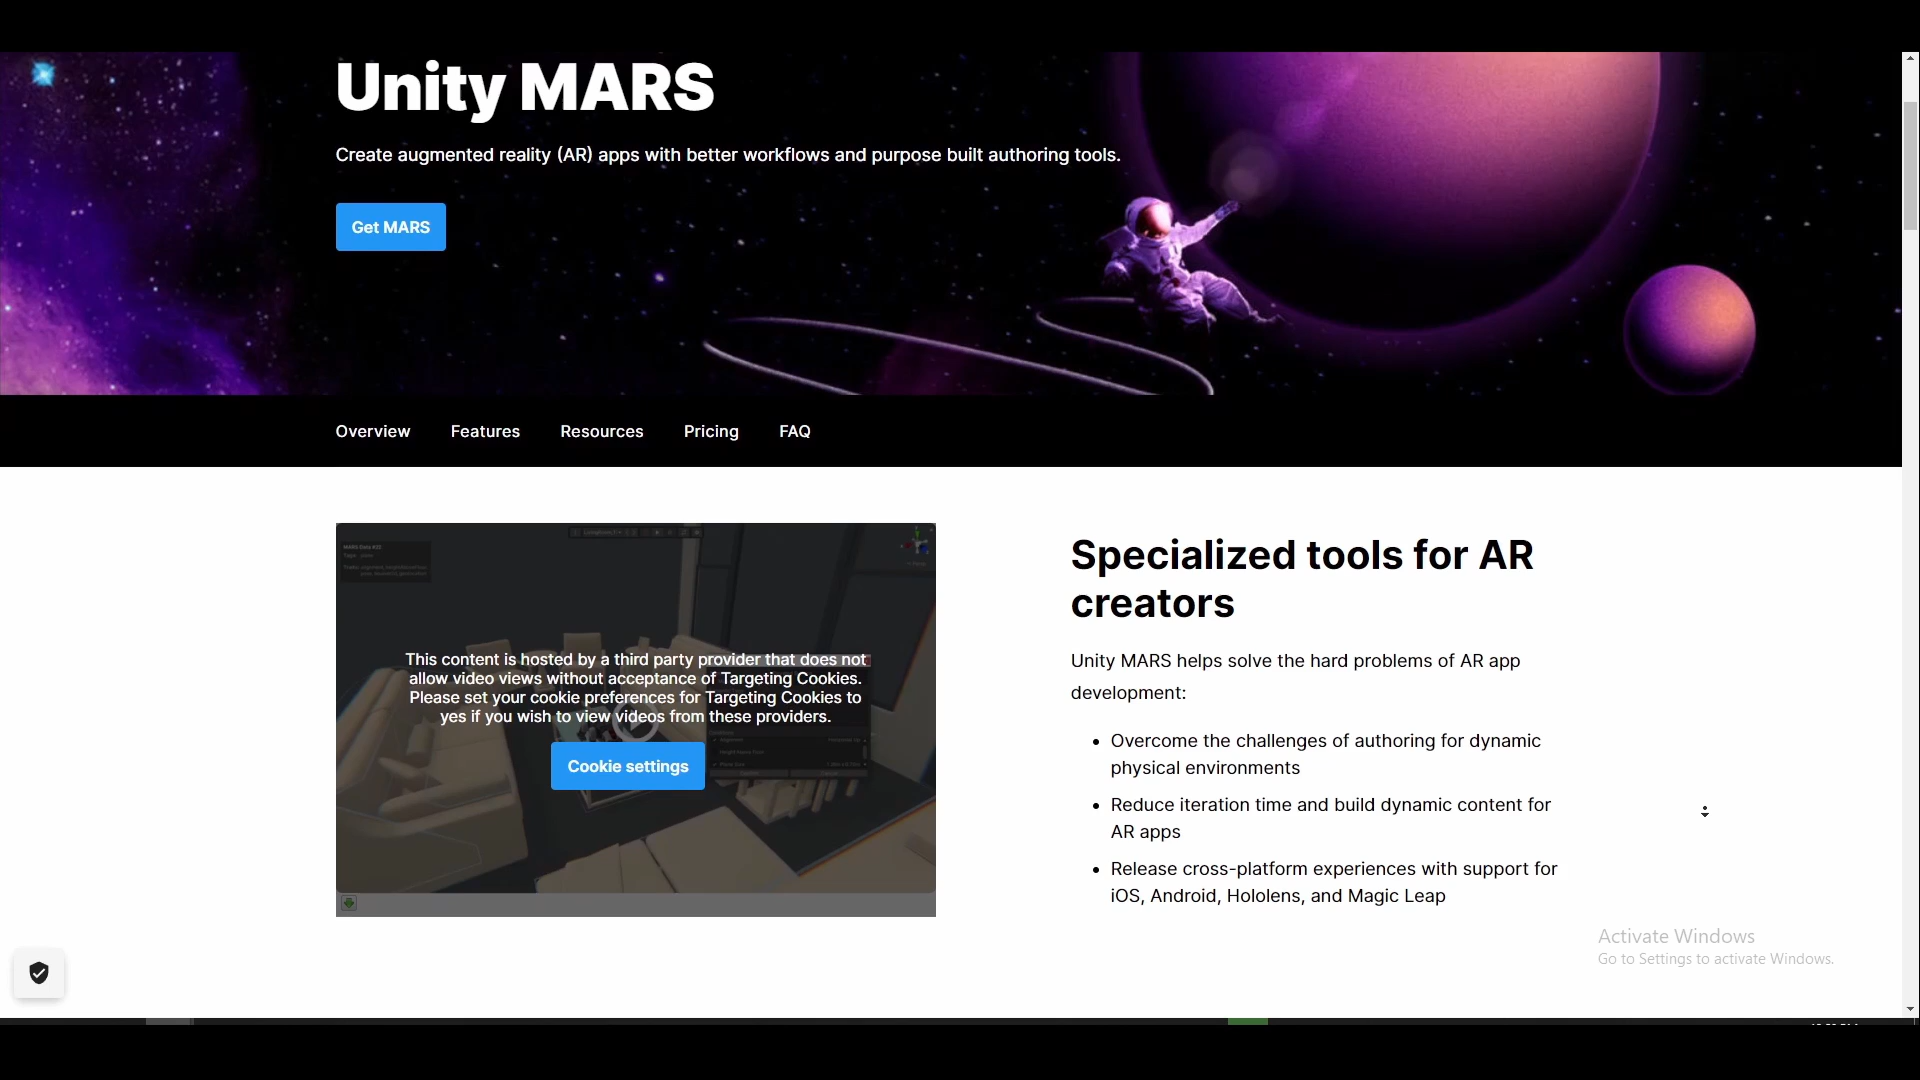 Unity MARS
Create augmented reality (AR) apps with better workflows and purpose built authoring tools.
Get MARS
Overview Features Resources Pricing FAQ
This content is hosted by a third party provider that does not
allow video views without acceptance of Targeting Cookies.
Please set your cookie preferences for Targeting Cookies to
yes if you wish to view videos from these providers.
Cookie settings
Specialized tools for AR
creators
Unity MARS helps solve the hard problems of AR app
development:
• Overcome the challenges of authoring for dynamic
physical environments
• Reduce iteration time and build dynamic content for
AR apps
• Release cross-platform experiences with support for
iOS, Android, Hololens, and Magic Leap
Activate Windows
Go to Settings to activate Windows.